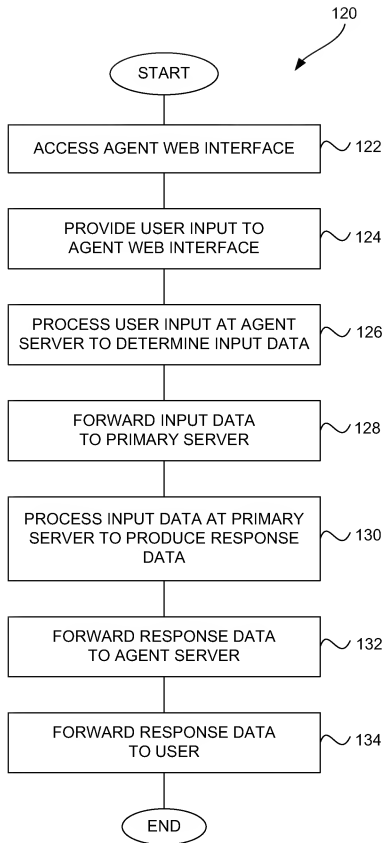 120
START
ACCESS AGENT WEB INTERFACE
122
PROVIDE USER INPUT TO
AGENT WEB INTERFACE
124
PROCESS USER INPUT AT AGENT
SERVER TO DETERMINE INPUT DATA
126
FORWARD INPUT DATA
TO PRIMARY SERVER
128
PROCESS INPUT DATA AT PRIMARY
SERVER TO PRODUCE RESPONSE
DATA
130
FORWARD RESPONSE DATA
TO AGENT SERVER
132
FORWARD RESPONSE DATA
TO USER
134
END